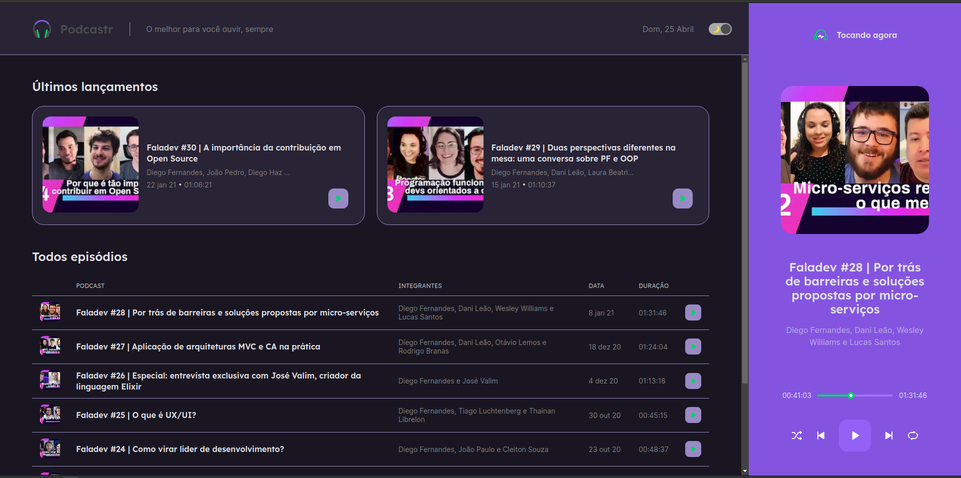 Podcastr
O melhor para você ouvir, sempre
Dom, 25 Abril
Tocando agora
Últimos lançamentos
Por que é tão imp
contribuir em Open S
Faladev #30 | A importância da contribuição em
Open Source
Diego Fernandes, João Pedro, Diego Haz ...
22 jan 21 • 01:06:21
3
Programação funcion
devs orientados a o
Faladev #29 | Duas perspectivas diferentes na
mesa: uma conversa sobre PF e OOP
Diego Fernandes, Dani Leão, Laura Beatri...
15 jan 21 • 01:10:37
Todos episódios
PODCAST INTEGRANTES DATA DURAÇÃO
Faladev #28 | Por trás de barreiras e soluções propostas por micro-serviços
Diego Fernandes, Dani Leão, Wesley Williams e
Lucas Santos
8 jan 21
01:31:46
Faladev #27 | Aplicação de arquiteturas MVC e CA na prática
Diego Fernandes, Dani Leão, Otávio Lemos e
Rodrigo Branas
18 dez 20
01:24:04
Faladev #26 | Especial: entrevista exclusiva com José Valim, criador da
linguagem Elixir
Diego Fernandes e José Valim
4 dez 20
01:13:16
Faladev #25 | O que é UX/UI?
Diego Fernandes, Tiago Luchtenberg e Thainan
Librelon
30 out 20
00:45:15
Faladev #24 | Como virar líder de desenvolvimento?
Diego Fernandes, João Paulo e Cleiton Souza
23 out 20
00:48:37
Micro-serviços re
o que me
2
Faladev #28 | Por trás
de barreiras e soluções
propostas por micro-
serviços
Diego Fernandes, Dani Leão, Wesley
Williams e Lucas Santos
00:41:03
01:31:46